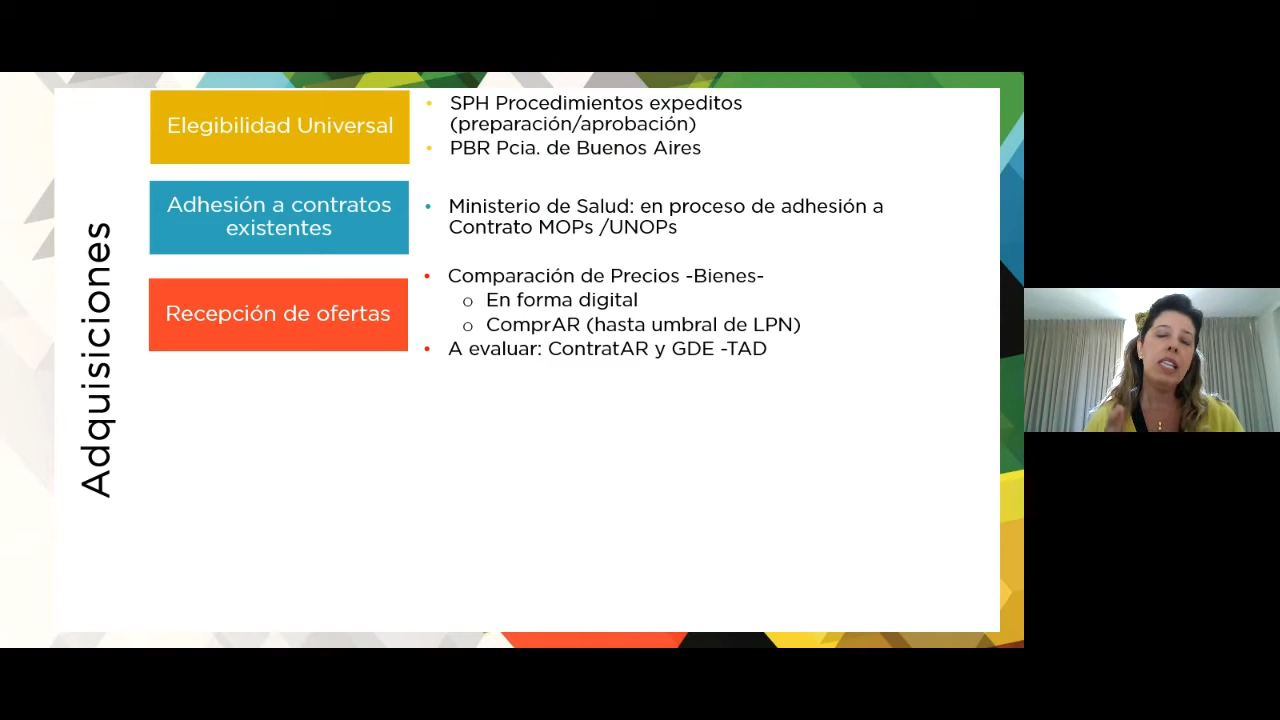 Adquisiciones
Elegibilidad Universal
• SPH Procedimientos expeditos
(preparación/aprobación)
• PBR Pcia. de Buenos Aires
Adhesión a contratos
existentes
• Ministerio de Salud: en proceso de adhesión a
Contrato MOPs /UNOPs
Recepción de ofertas
• Comparación de Precios -Bienes-
o En forma digital
o ComprAR (hasta umbral de LPN)
• A evaluar: ContratAR y GDE -TAD